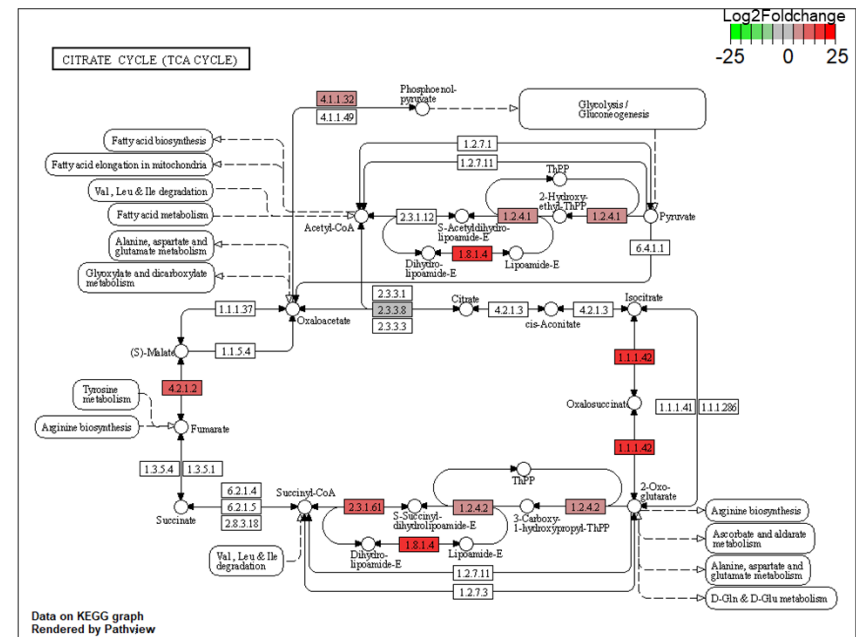 Log2Foldchange
-25 0 25
CITRATE CYCLE (TCA CYCLE)
Phosphoenol-
pyruvate
4.1.1.32
4.1.1.49
Glycolysis /
Gluconeogenesis
Fatty acid biosynthesis
Fatty acid elongation in mitochondria
Val, Leu & Ile degradation
Fatty acid metabolism
Alanine, aspartate and
glutamate metabolism
Glyoxylate and dicarboxylate
metabolism
1.2.7.1
1.2.7.11
ThPP
2-Hydroxy-
ethyl-ThPP
Acetyl-CoA
2.3.1.12
1.2.4.1
1.2.4.1
Pyruvate
S-Acetyldihydro-
lipoamide-E
6.4.1.1
1.8.1.4
Dihydro-
lipoamide-E
Lipoamide-E
2.3.3.1
2.3.3.8
2.3.3.3
Citrate
4.2.1.3
cis-Aconitate
4.2.1.3
Isocitrate
1.1.1.37
Oxaloacetate
(S)-Malate
1.1.5.4
1.1.1.42
4.2.1.2
Tyrosine
metabolism
Oxalosuccinate
1.1.1.41
1.1.1.286
Arginine biosynthesis
Fumarate
1.1.1.42
1.3.5.4
1.3.5.1
ThPP
6.2.1.4
6.2.1.5
2.8.3.18
Succinate
Succinyl-CoA
2.3.1.61
1.2.4.2
1.2.4.2
2-Oxo-
glutarate
S-Succinyl-
dihydrolipoamide-E
3-Carboxy-
1-hydroxypropyl-ThPP
1.8.1.4
Dihydro-
lipoamide-E
Lipoamide-E
Val, Leu & Ile
degradation
1.2.7.11
1.2.7.3
Arginine biosynthesis
Ascorbate and aldarate
metabolism
Alanine, aspartate and
glutamate metabolism
D-Gln & D-Glu metabolism
Data on KEGG graph
Rendered by Pathview